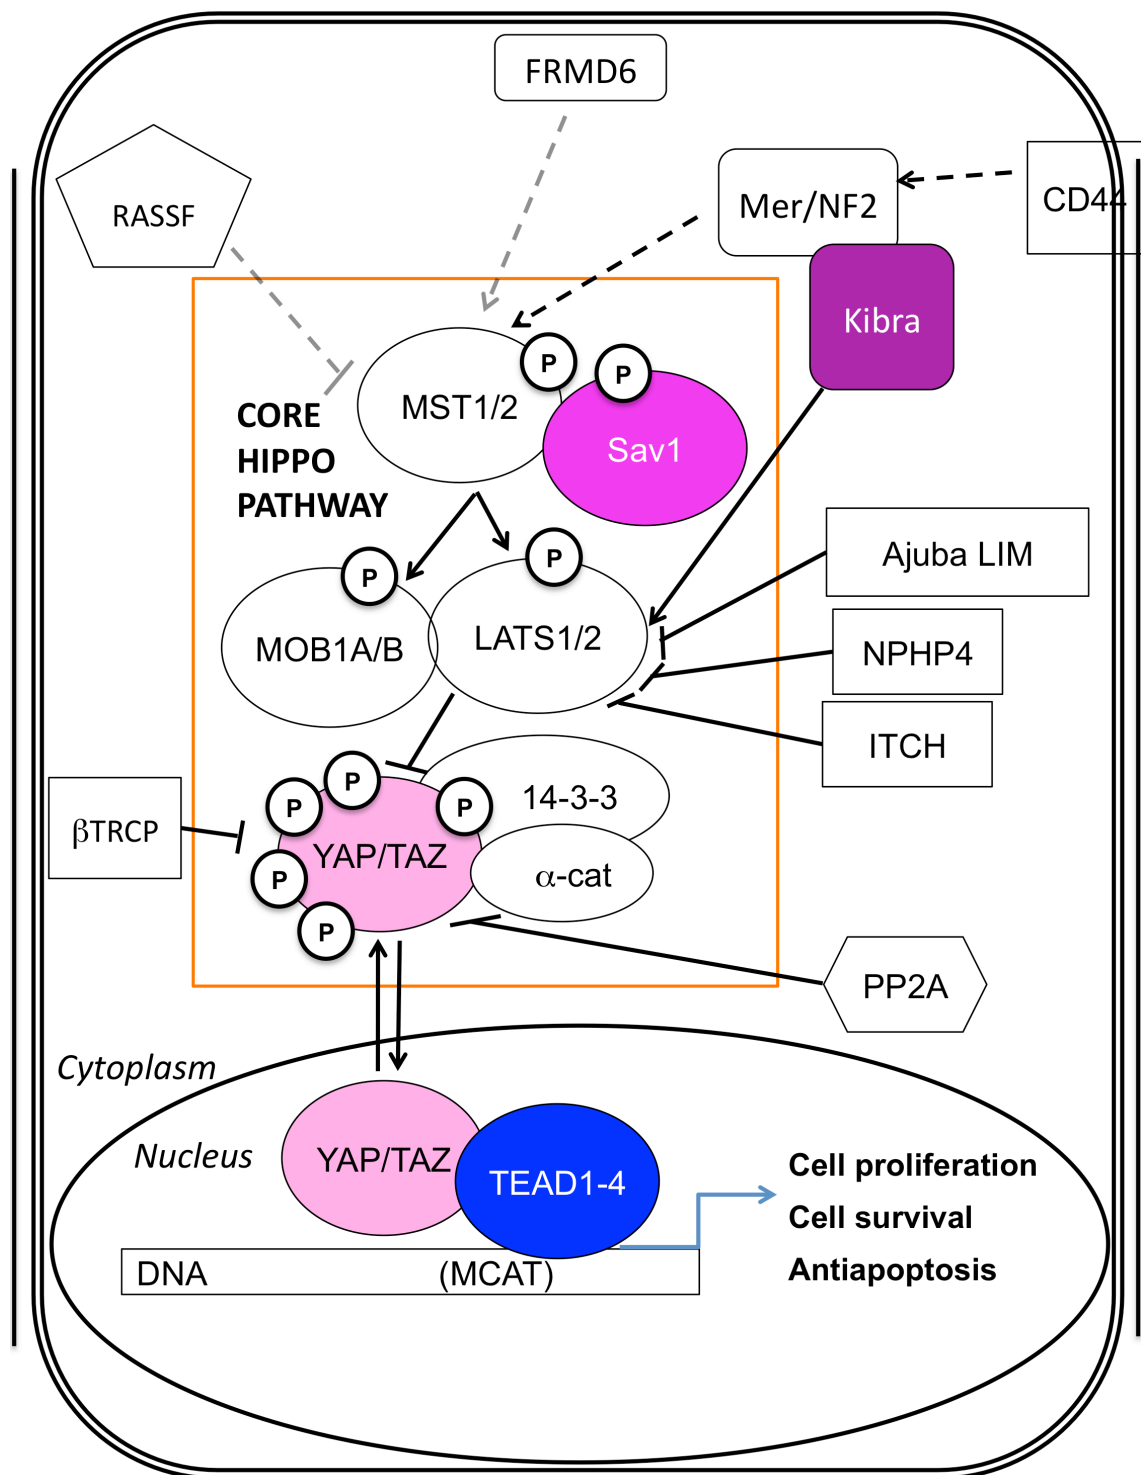 FRMD6
RASSF
Mer/NF2
CD44
Kibra
P
P
MST1/2
Sav1
CORE
HIPPO
PATHWAY
P
P
Ajuba LIM
MOB1A/B
LATS1/2
NPHP4
ITCH
P
P
P
14-3-3
βTRCP
YAP/TAZ
P
α-cat
P
PP2A
Cytoplasm
Nucleus
YAP/TAZ
TEAD1-4
Cell proliferation
Cell survival
Antiapoptosis
DNA
(MCAT)